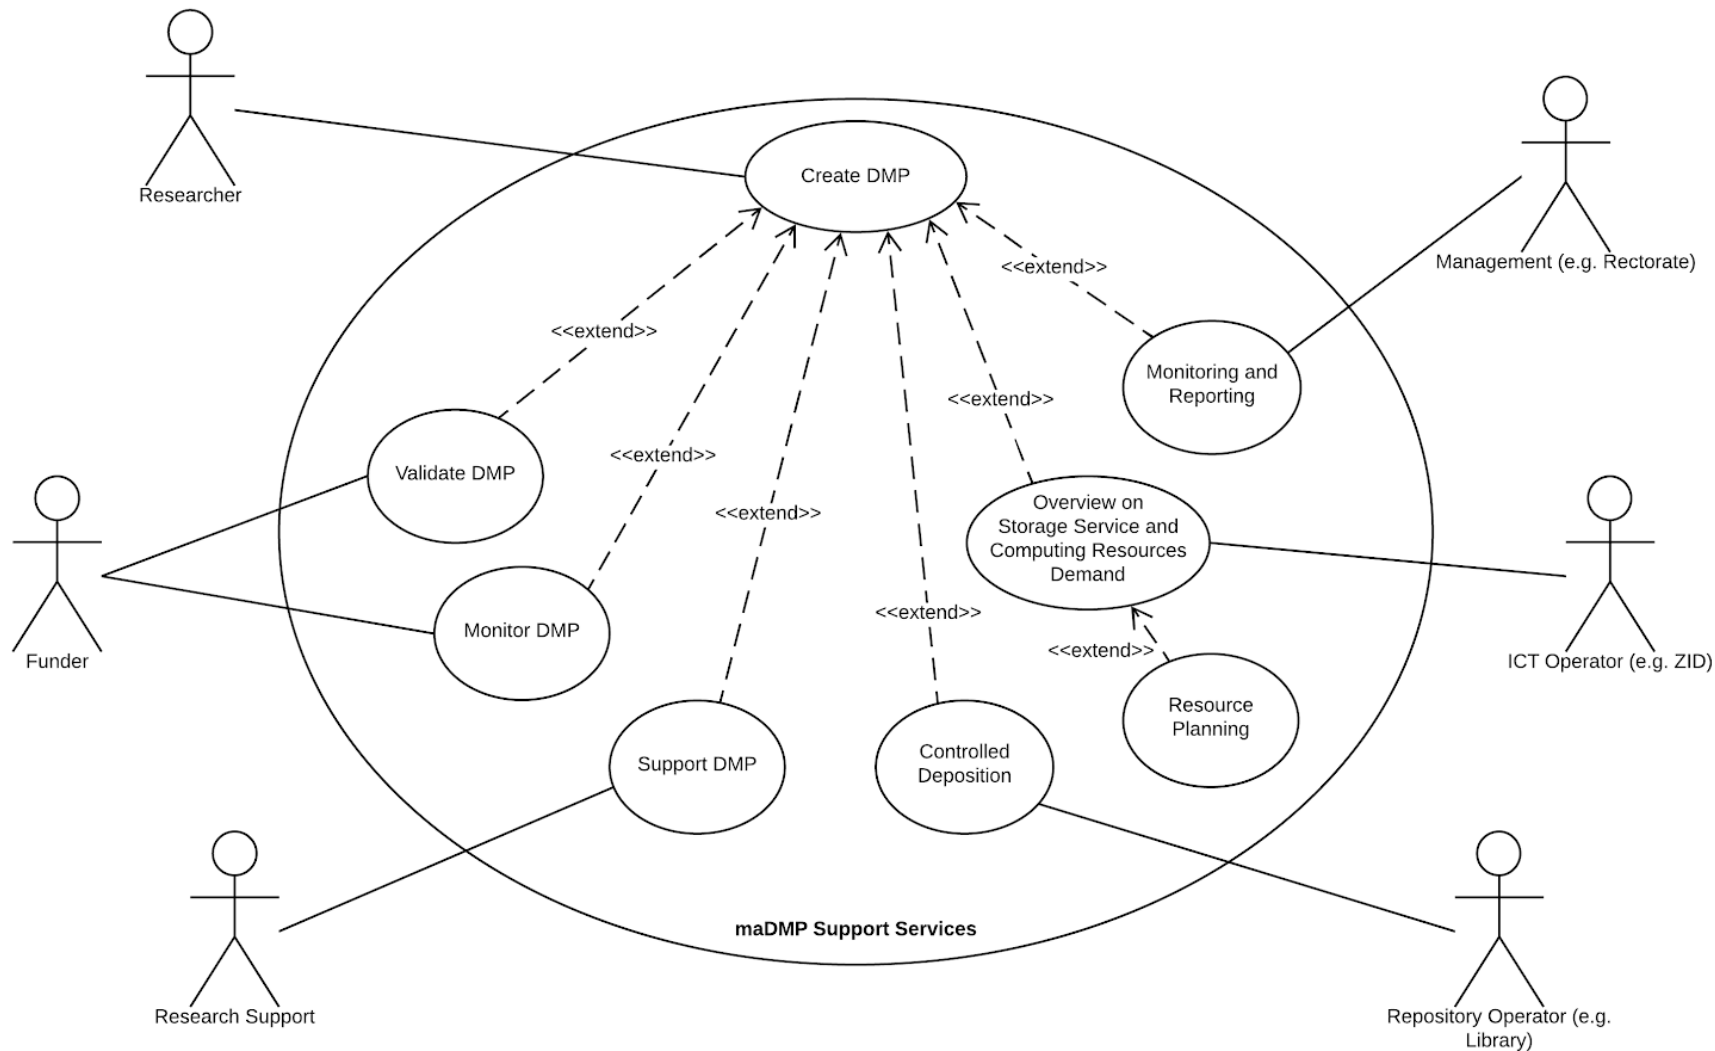 Researcher
Create DMP
Management (e.g. Rectorate)
<<extend>>
<<extend>>
Monitoring and
Reporting
<<extend>>
<<extend>>
Validate DMP
<<extend>>
Overview on
Storage Service and
Computing Resources
Demand
Funder
Monitor DMP
<<extend>>
<<extend>>
ICT Operator (e.g. ZID)
Resource
Planning
Support DMP
Controlled
Deposition
maDMP Support Services
Research Support
Repository Operator (e.g.
Library)